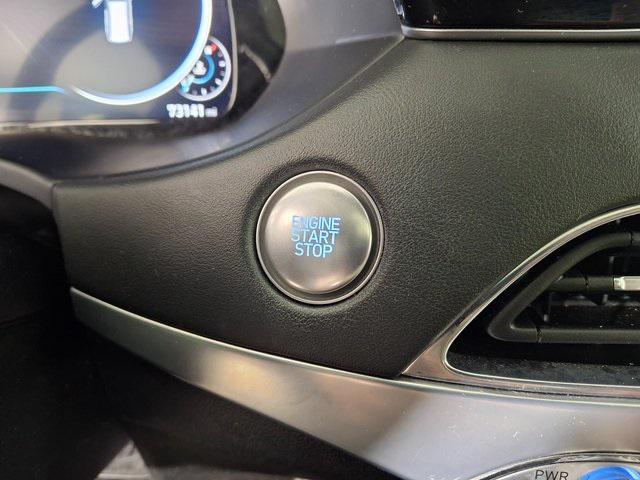 73141 mi
ENGINE
START
STOP
PWR